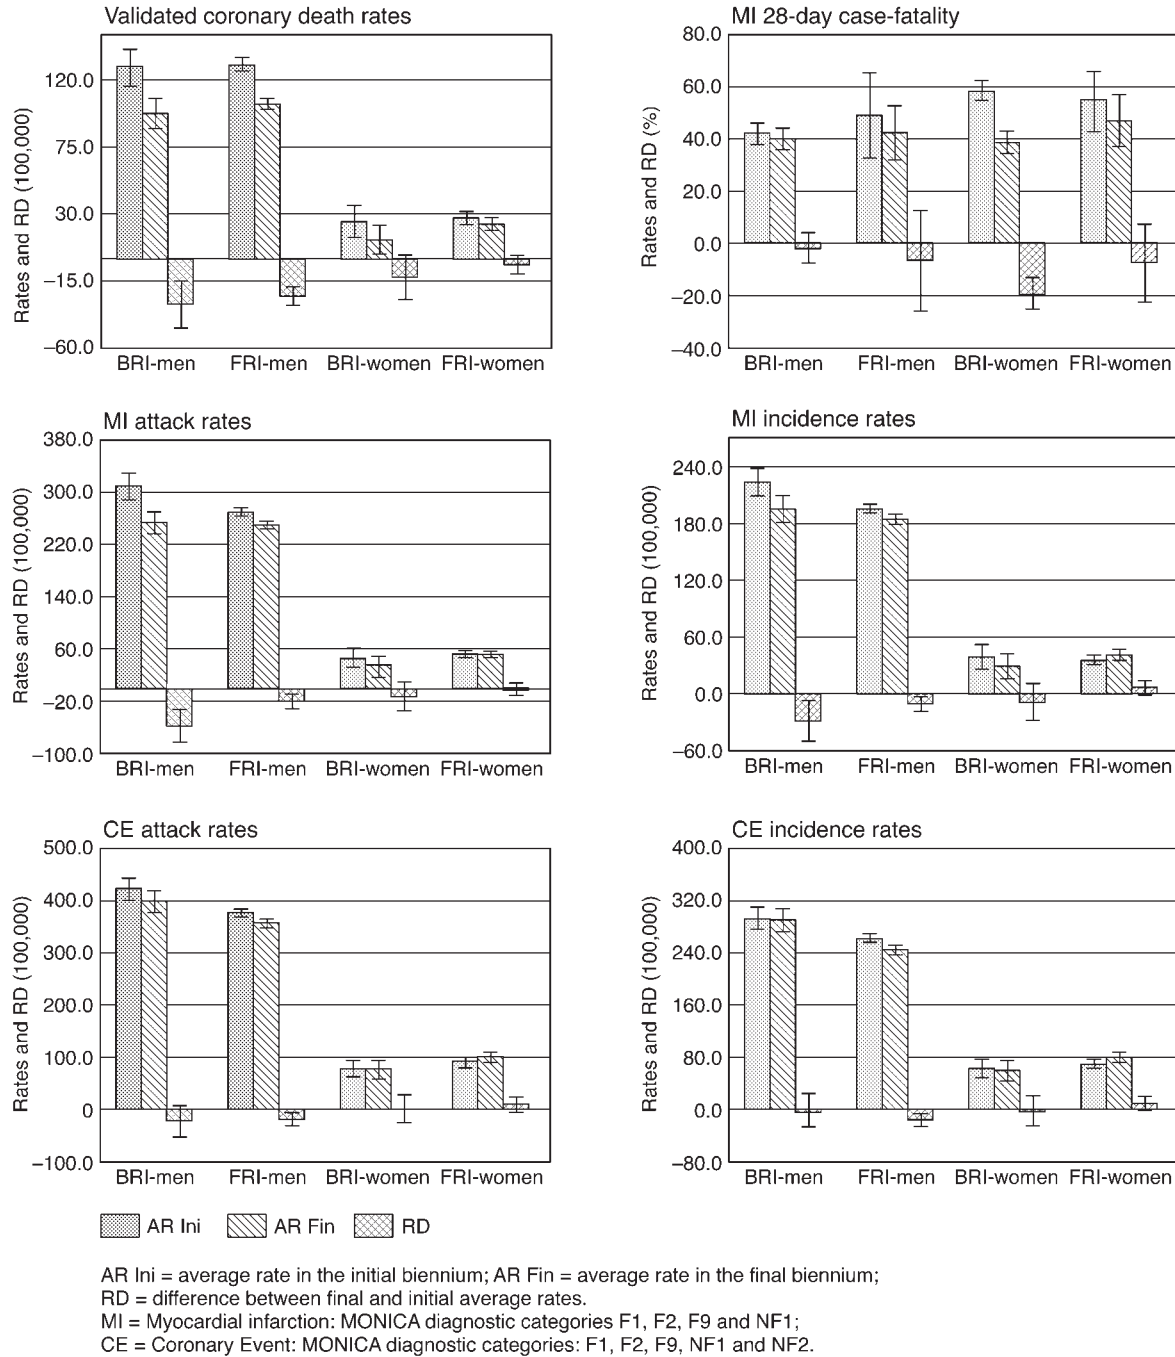 Validated coronary death rates
Rates and RD (100,000)
120.0
75.0
30.0
–15.0
–60.0
BRI-men FRI-men BRI-women FRI-women
MI 28-day case-fatality
Rates and RD (%)
80.0
60.0
40.0
20.0
0.0
–20.0
–40.0
BRI-men FRI-men BRI-women FRI-women
MI attack rates
Rates and RD (100,000)
380.0
300.0
220.0
140.0
60.0
–20.0
–100.0
BRI-men FRI-men BRI-women FRI-women
MI incidence rates
Rates and RD (100,000)
240.0
180.0
120.0
60.0
0.0
–60.0
BRI-men FRI-men BRI-women FRI-women
CE attack rates
Rates and RD (100,000)
500.0
400.0
300.0
200.0
100.0
0
–100.0
BRI-men FRI-men BRI-women FRI-women
CE incidence rates
Rates and RD (100,000)
400.0
320.0
240.0
160.0
80.0
0.0
–80.0
BRI-men FRI-men BRI-women FRI-women
AR Ini AR Fin RD
AR Ini = average rate in the initial biennium; AR Fin = average rate in the final biennium;
RD = difference between final and initial average rates.
MI = Myocardial infarction: MONICA diagnostic categories F1, F2, F9 and NF1;
CE = Coronary Event: MONICA diagnostic categories: F1, F2, F9, NF1 and NF2.